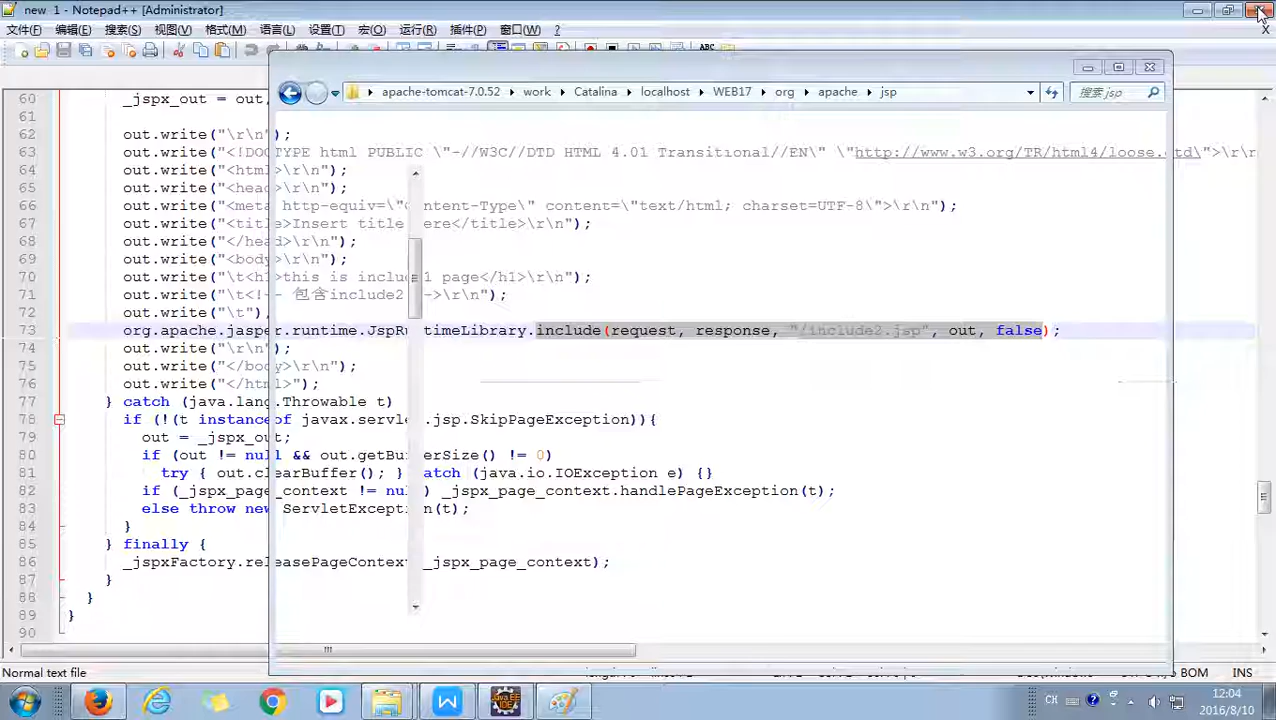 new  1 - Notepad++ [Administrator]
文件(F) 编辑(E) 搜索(S) 视图(V) 格式(M) 语言(L) 设置(T) 宏(O) 运行(R) 插件(P) 窗口(W) ?
apache-tomcat-7.0.52 work Catalina localhost WEB17 org apache jsp
搜索 jsp
60 _jspx_out = out
61
62 out.write("\r\n");
63 out.write("<!DOCTYPE html PUBLIC \"-//W3C//DTD HTML 4.01 Transitional//EN\" \"http://www.w3.org/TR/html4/loose.dtd\">\r\n
64 out.write("<html>\r\n");
65 out.write("<head>\r\n");
66 out.write("<meta http-equiv=\"Content-Type\" content=\"text/html; charset=UTF-8\">\r\n");
67 out.write("<title>Insert title here</title>\r\n");
68 out.write("</head>\r\n");
69 out.write("<body>\r\n");
70 out.write("\t<h1>this is include1 page</h1>\r\n");
71 out.write("\t<!-- 包含include2 -->\r\n");
72 out.write("\t");
73 org.apache.jasper.runtime.JspRuntimeLibrary.include(request, response, "/include2.jsp", out, false);
74 out.write("\r\n");
75 out.write("</body>\r\n");
76 out.write("</html>");
77 } catch (java.lang.Throwable t)
78 if (!(t instanceof javax.servlet.jsp.SkipPageException)){
79 out = _jspx_out;
80 if (out != null && out.getBufferSize() != 0)
81 try { out.clearBuffer(); } catch (java.io.IOException e) {}
82 if (_jspx_page_context != null) _jspx_page_context.handlePageException(t);
83 else throw new ServletException(t);
84 }
85 } finally {
86 _jspxFactory.releasePageContext(_jspx_page_context);
87 }
88 }
89 }
90
Normal text file
BOM INS
CH
12:04
2016/8/10